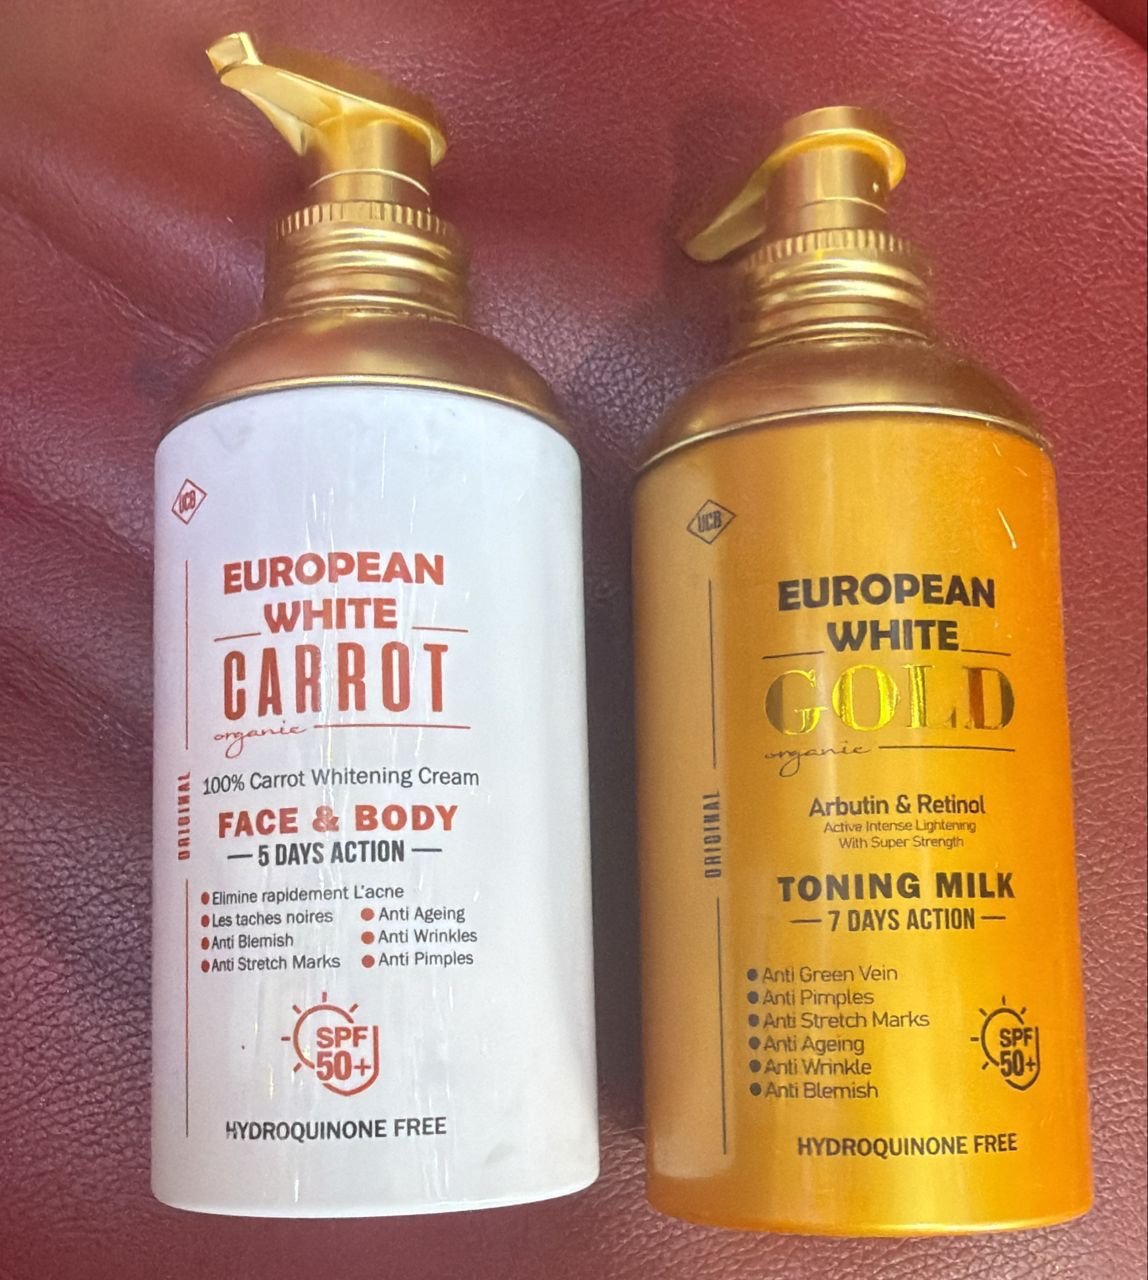 UCB
EUROPEAN
WHITE
CARROT
organic
100% Carrot Whitening Cream
FACE & BODY
5 DAYS ACTION
ORIGINAL
Elimine rapidement L'acne
Les taches noires
Anti Blemish
Anti Stretch Marks
Anti Ageing
Anti Wrinkles
Anti Pimples
SPF
50+
HYDROQUINONE FREE
UCB
EUROPEAN
WHITE
GOLD
organic
Arbutin & Retinol
Active Intense Lightening
With Super Strength
ORIGINAL
TONING MILK
7 DAYS ACTION
Anti Green Vein
Anti Pimples
Anti Stretch Marks
Anti Ageing
Anti Wrinkle
Anti Blemish
SPF
50+
HYDROQUINONE FREE